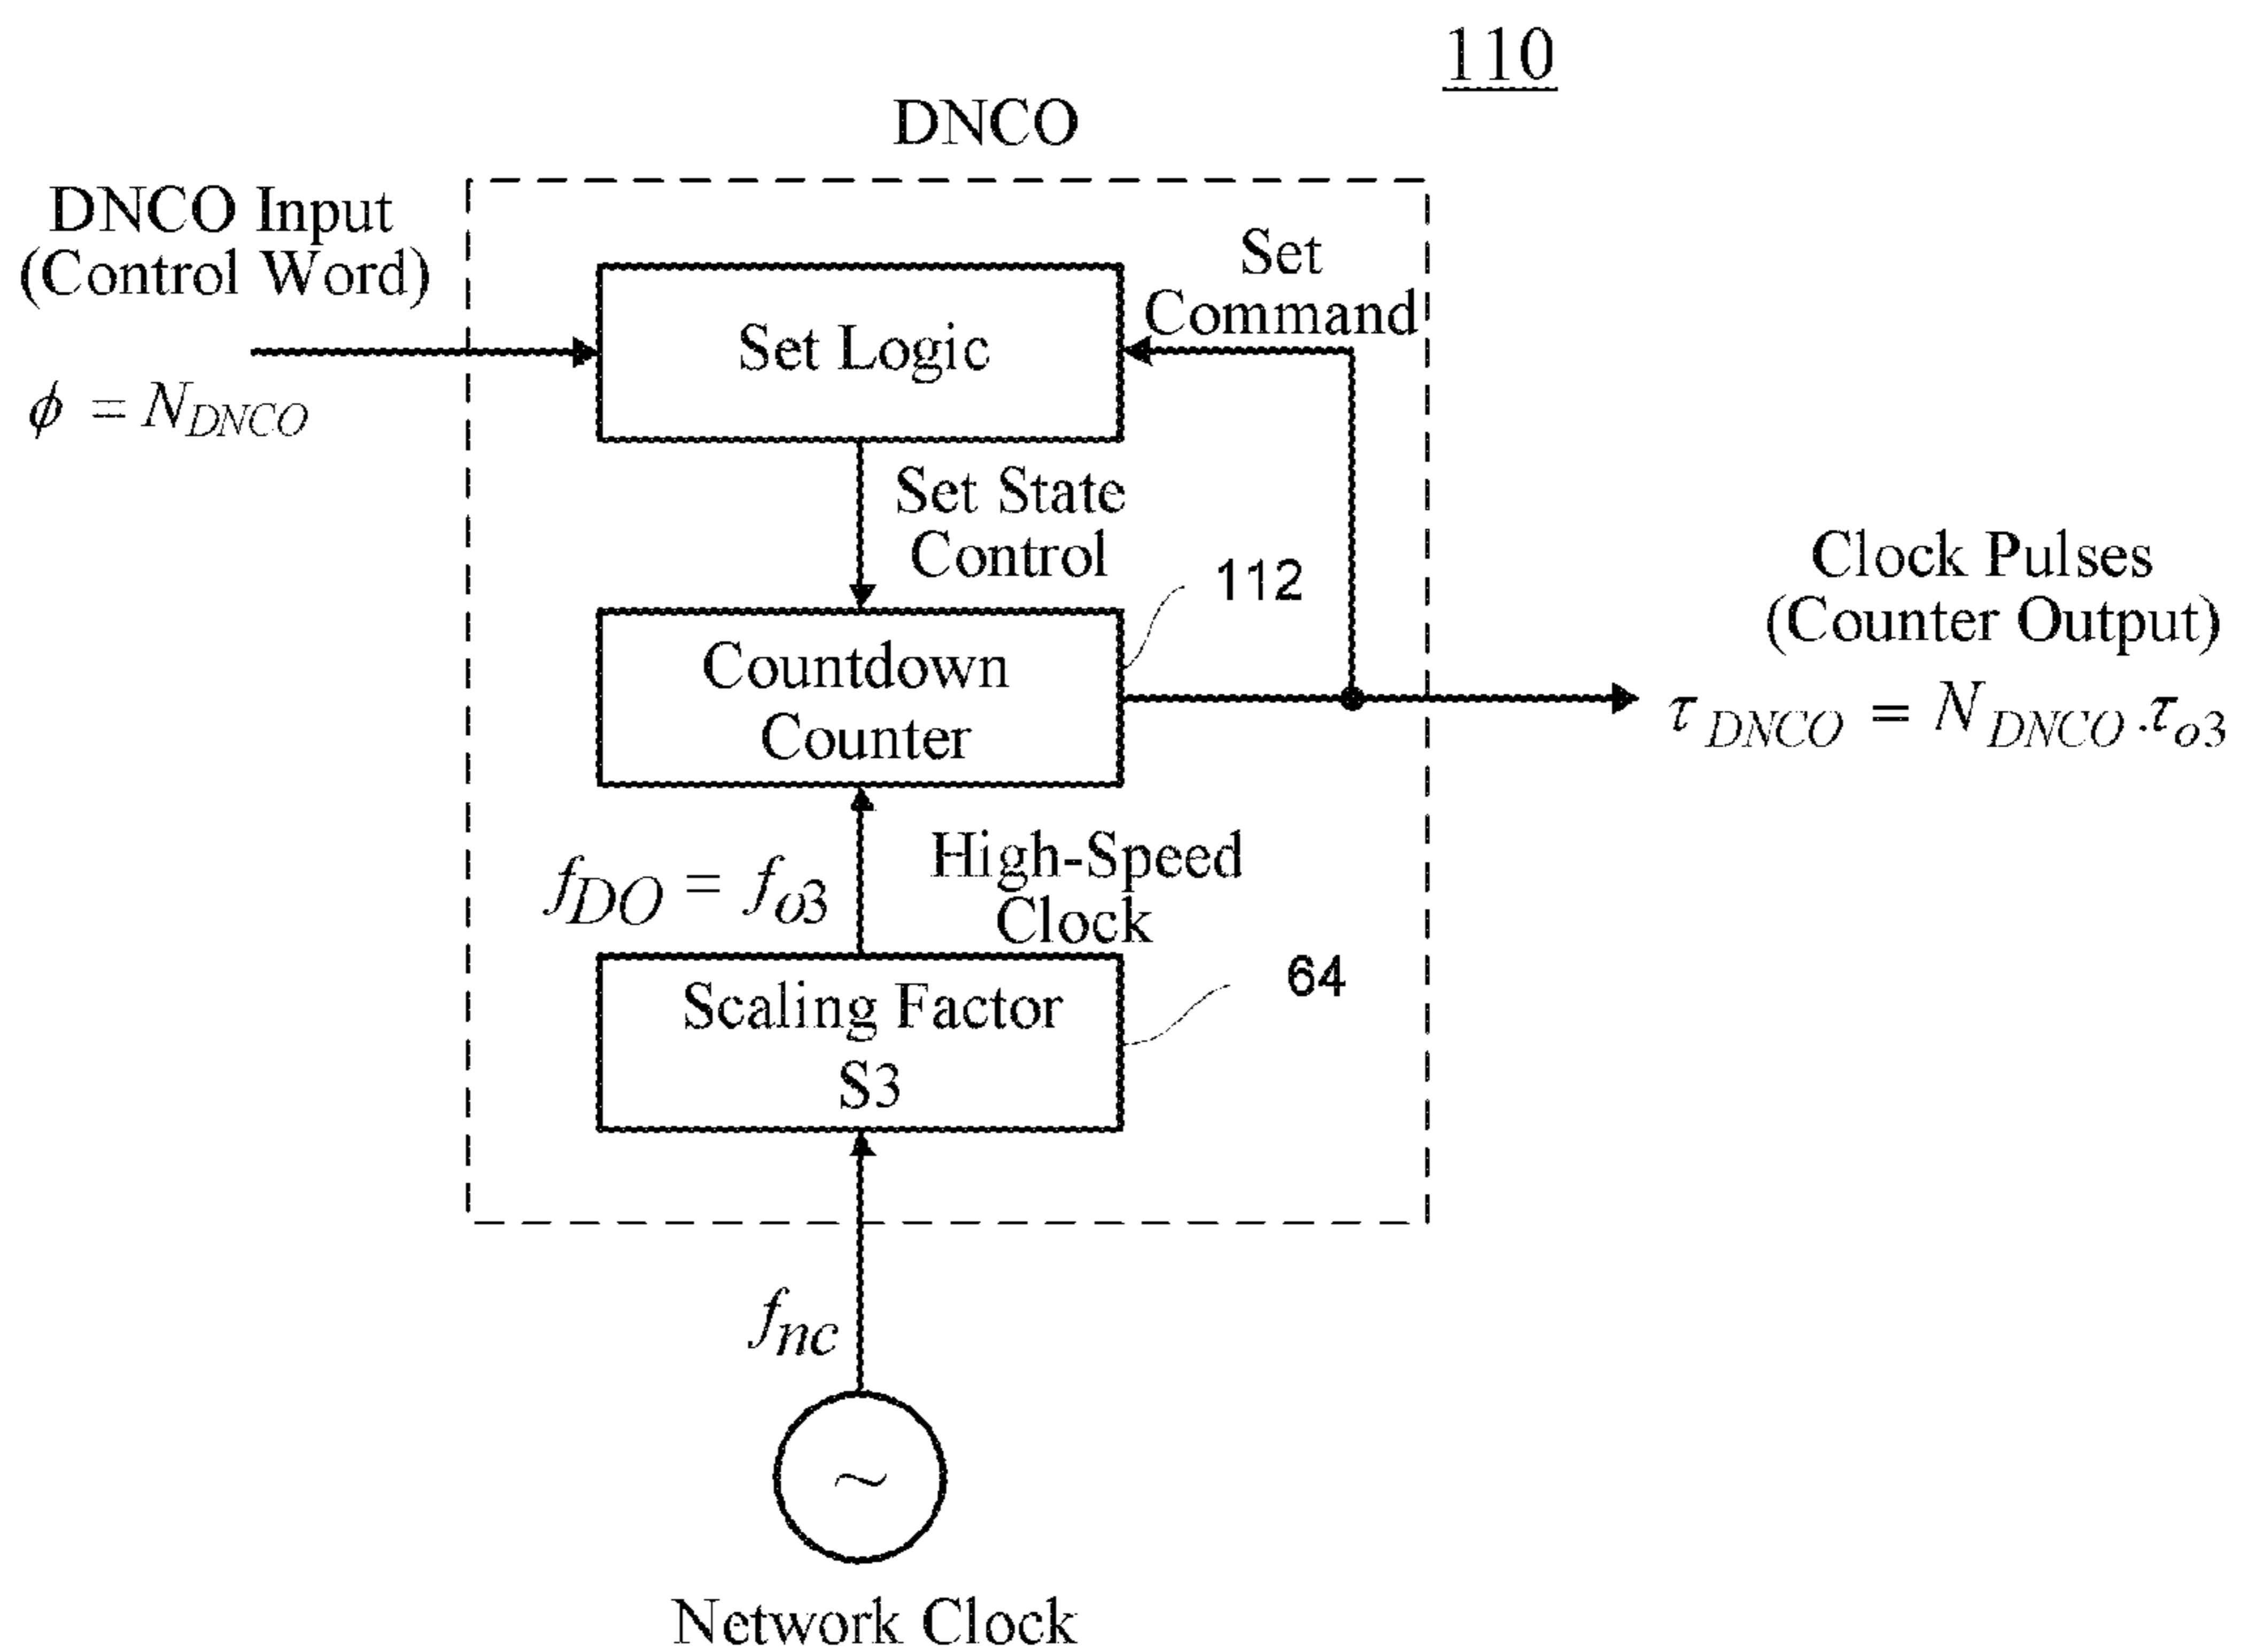 110
DNCO
DNCO Input
(Control Word)
ϕ = N_DNCO
Set
Command
Set Logic
Set State
Control
112
Countdown
Counter
Clock Pulses
(Counter Output)
τ_DNCO = N_DNCO.τ_o3
f_DO = f_o3
High-Speed
Clock
64
Scaling Factor
S3
f_nc
~
Network Clock